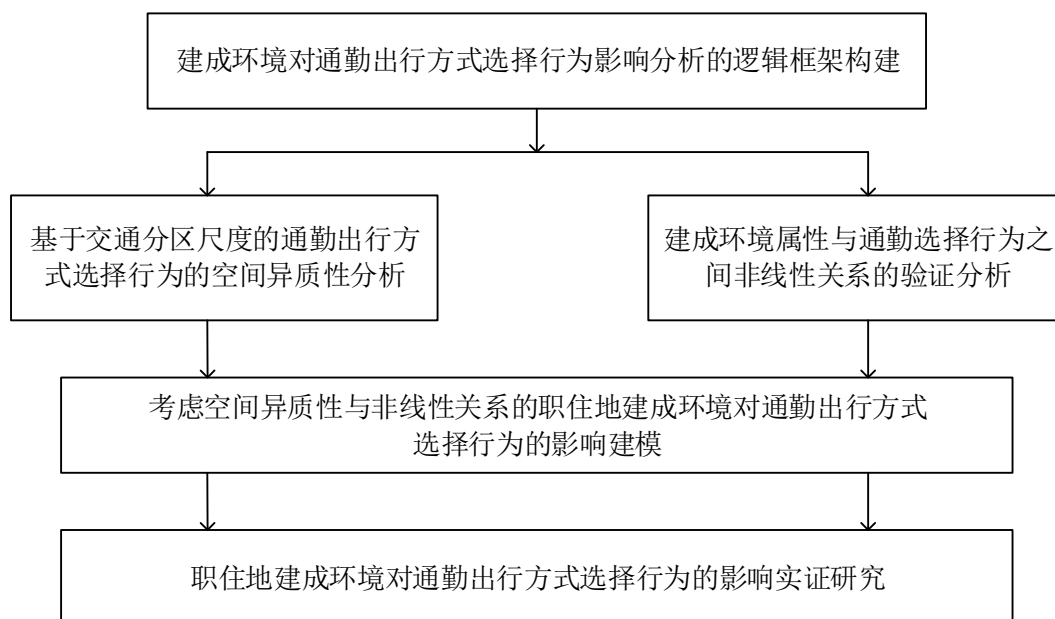 建成环境对通勤出行方式选择行为影响分析的逻辑框架构建
基于交通分区尺度的通勤出行方
式选择行为的空间异质性分析
建成环境属性与通勤选择行为之
间非线性关系的验证分析
考虑空间异质性与非线性关系的职住地建成环境对通勤出行方式
选择行为的影响建模
职住地建成环境对通勤出行方式选择行为的影响实证研究